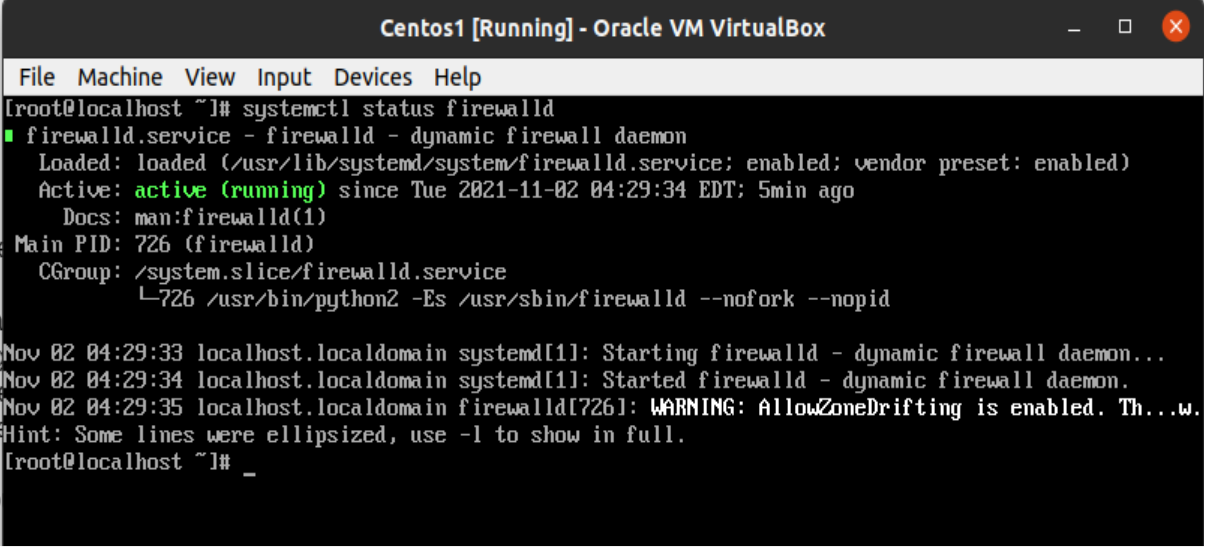 Centos1 [Running] - Oracle VM VirtualBox
File Machine View Input Devices Help
[root@localhost ~]# systemctl status firewalld
firewalld.service - firewalld - dynamic firewall daemon
Loaded: loaded (/usr/lib/systemd/system/firewalld.service; enabled; vendor preset: enabled)
Active: active (running) since Tue 2021-11-02 04:29:34 EDT; 5min ago
Docs: man:firewalld(1)
Main PID: 726 (firewalld)
CGroup: /system.slice/firewalld.service
└─726 /usr/bin/python2 -Es /usr/sbin/firewalld --nofork --nopid
Nov 02 04:29:33 localhost.localdomain systemd[1]: Starting firewalld - dynamic firewall daemon...
Nov 02 04:29:34 localhost.localdomain systemd[1]: Started firewalld - dynamic firewall daemon.
Nov 02 04:29:35 localhost.localdomain firewalld[726]: WARNING: AllowZoneDrifting is enabled. Th...w.
Hint: Some lines were ellipsized, use -l to show in full.
[root@localhost ~]# _